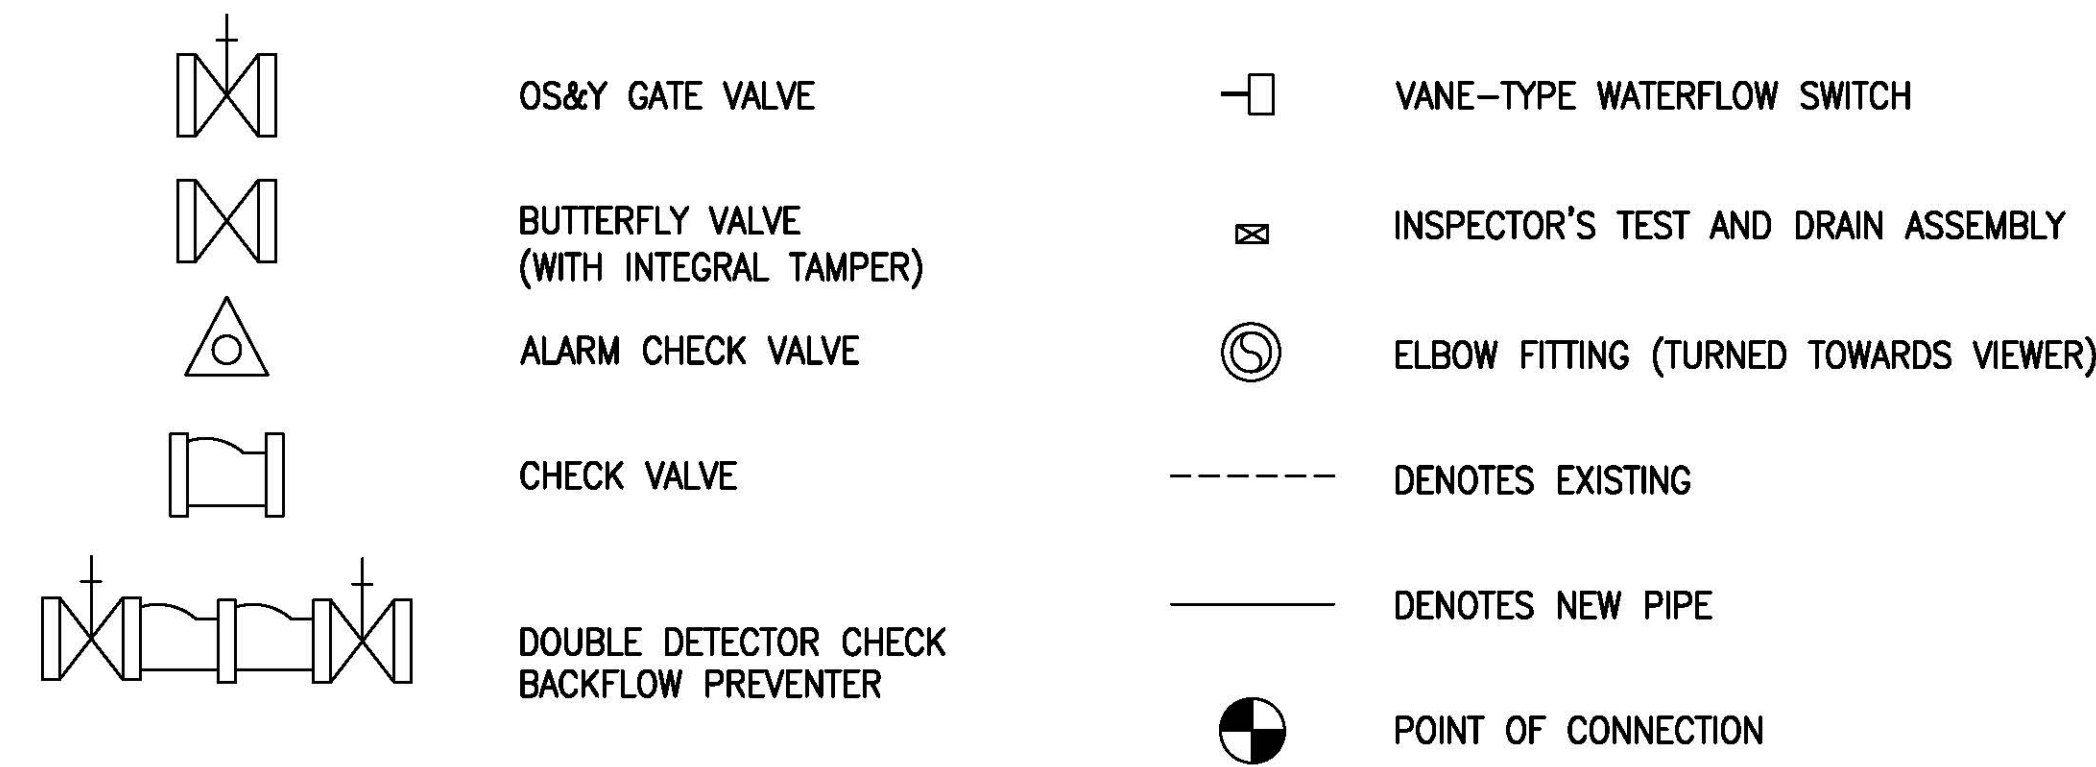 OS&Y GATE VALVE
BUTTERFLY VALVE
(WITH INTEGRAL TAMPER)
ALARM CHECK VALVE
CHECK VALVE
DOUBLE DETECTOR CHECK
BACKFLOW PREVENTER
VANE-TYPE WATERFLOW SWITCH
INSPECTOR'S TEST AND DRAIN ASSEMBLY
ELBOW FITTING (TURNED TOWARDS VIEWER)
DENOTES EXISTING
DENOTES NEW PIPE
POINT OF CONNECTION